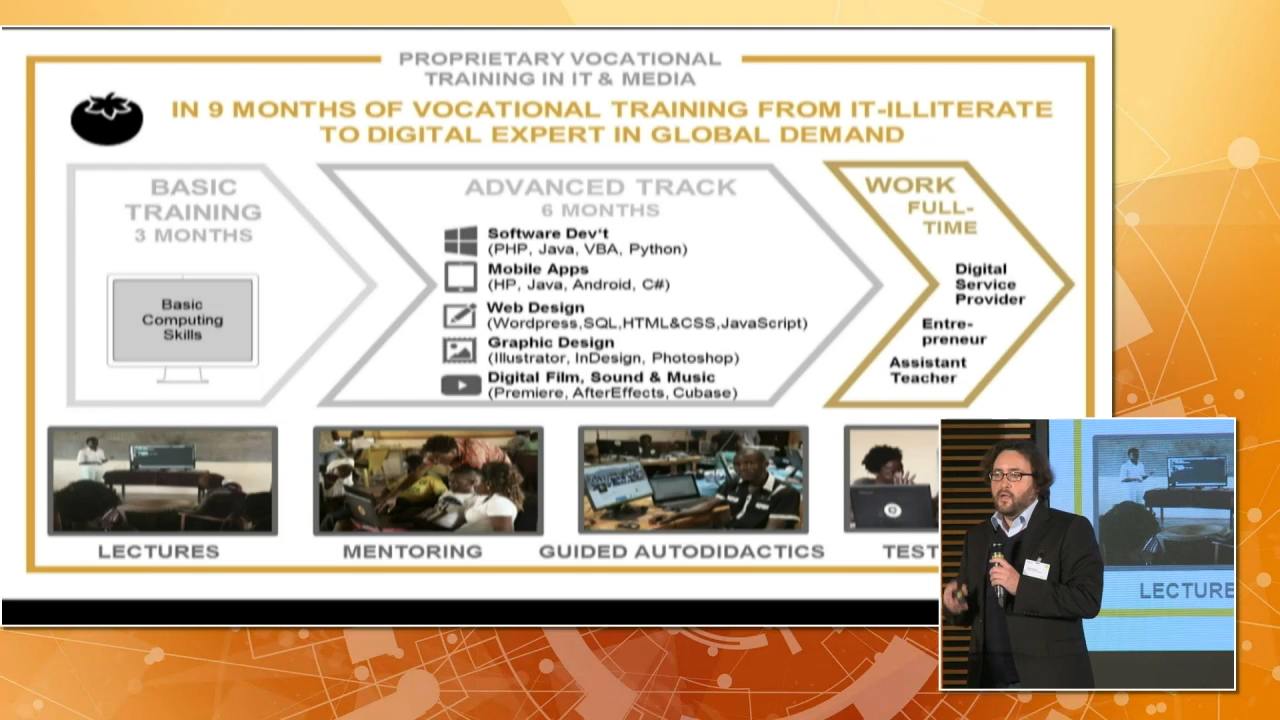 PROPRIETARY VOCATIONAL
TRAINING IN IT & MEDIA
IN 9 MONTHS OF VOCATIONAL TRAINING FROM IT-ILLITERATE
TO DIGITAL EXPERT IN GLOBAL DEMAND
BASIC
TRAINING
3 MONTHS
Basic
Computing
Skills
ADVANCED TRACK
6 MONTHS
Software Dev't
(PHP, Java, VBA, Python)
Mobile Apps
(HP, Java, Android, C#)
Web Design
(Wordpress,SQL,HTML&CSS,JavaScript)
Graphic Design
(Illustrator, InDesign, Photoshop)
Digital Film, Sound & Music
(Premiere, AfterEffects, Cubase)
WORK
FULL-
TIME
Digital
Service
Provider
Entre-
preneur
Assistant
Teacher
LECTURES
MENTORING
GUIDED AUTODIDACTICS
TEST
LECTURE